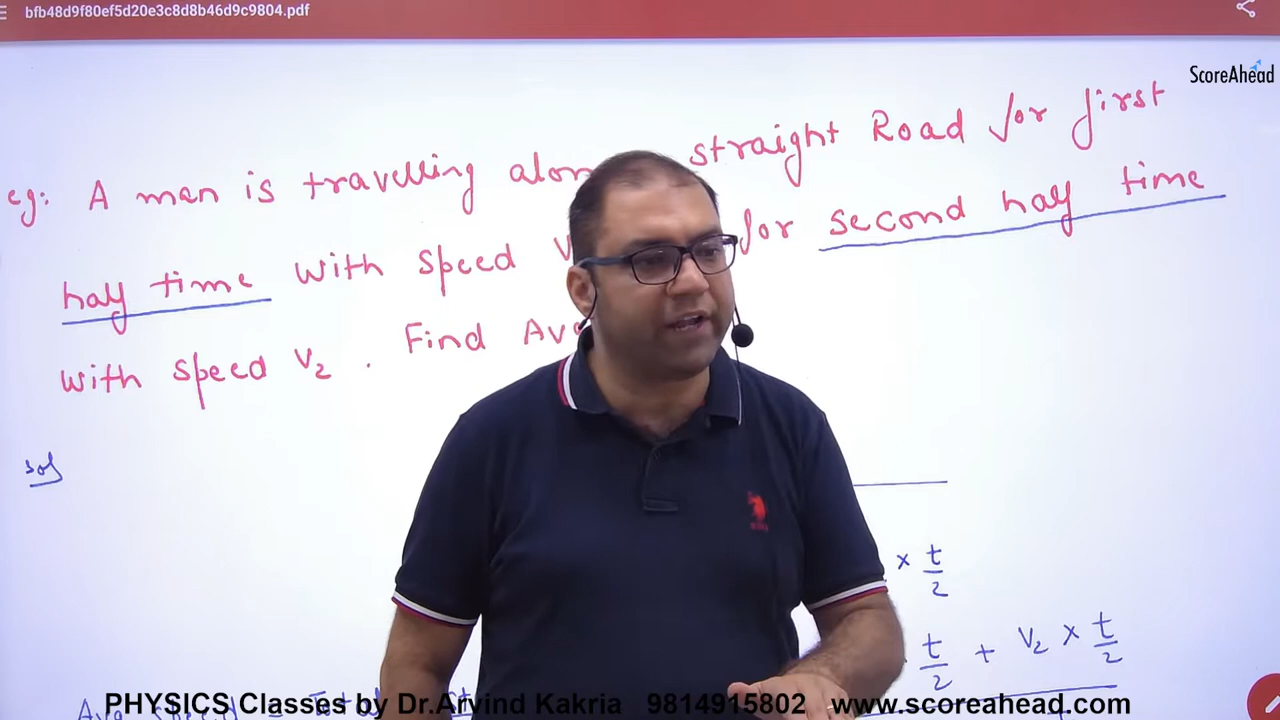 bfb48d9f80ef5d20e3c8d8b46d9c9804.pdf
ScoreAhead
eg: A man is travelling straight Road for first
half time with speed for second half time
with speed V₂. Find
sol
× t/2
t/2 + V₂ × t/2
PHYSICS Classes by Dr.Arvind Kakria 9814915802 www.scoreahead.com